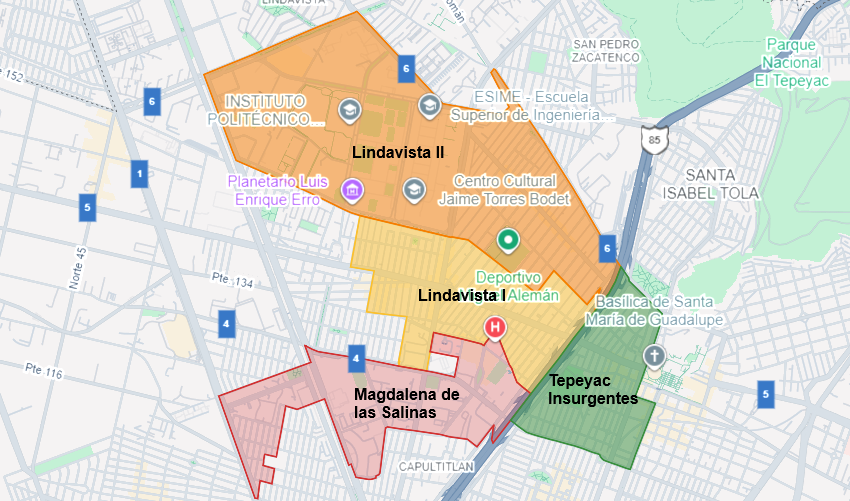 LINDAVISTA
SAN PEDRO
ZACATENCO
Parque
Nacional
El Tepeyac
6
152
6
INSTITUTO
POLITÉCNICO....
ESIME - Escuela
Superior de Ingeniería...
85
Lindavista II
1
SANTA
ISABEL TOLA
Planetario Luis
Enrique Erro
Centro Cultural
Jaime Torres Bodet
5
6
Norte 45
Pte. 134
Deportivo
Miguel Alemán
Lindavista I
Basílica de Santa
María de Guadalupe
4
H
4
Pte 116
Magdalena de
las Salinas
Tepeyac
Insurgentes
5
CAPULTITLAN